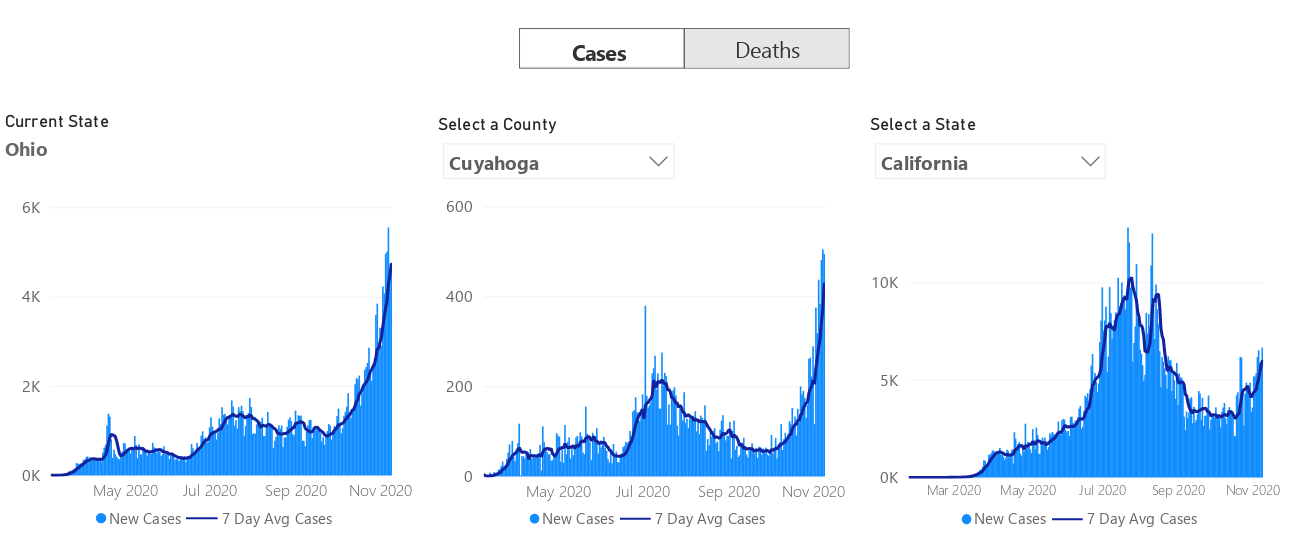 Cases Deaths
Current State
Ohio
6K
4K
2K
0K
May 2020 Jul 2020 Sep 2020 Nov 2020
New Cases 7 Day Avg Cases
Select a County
Cuyahoga
600
400
200
0
May 2020 Jul 2020 Sep 2020 Nov 2020
New Cases 7 Day Avg Cases
Select a State
California
10K
5K
0K
Mar 2020 May 2020 Jul 2020 Sep 2020 Nov 2020
New Cases 7 Day Avg Cases